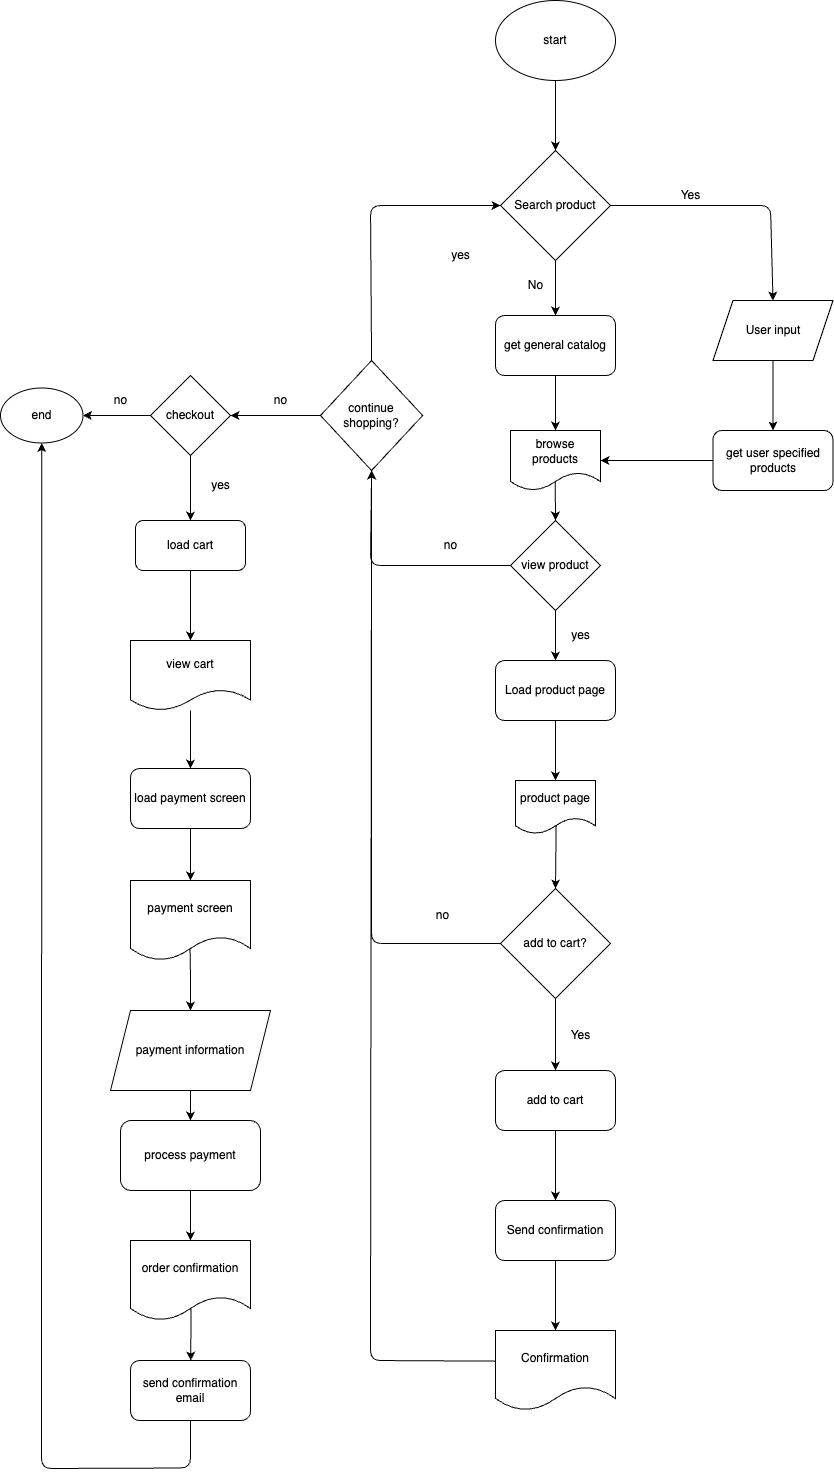 start
Search product
Yes
yes
No
User input
get general catalog
end
no
checkout
no
continue
shopping?
browse
products
get user specified
products
yes
load cart
no
view product
yes
view cart
Load product page
load payment screen
product page
payment screen
no
add to cart?
payment information
Yes
add to cart
process payment
Send confirmation
order confirmation
Confirmation
send confirmation
email